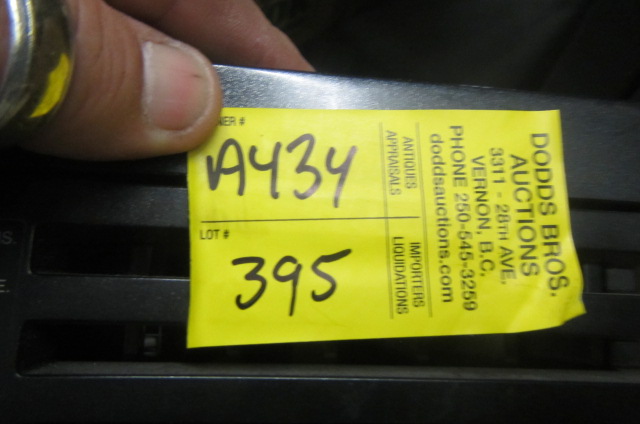 NER #
A434
LOT #
395
ANTIQUES
APPRAISALS
IMPORTERS
LIQUIDATIONS
DODDS BROS.
AUCTIONS
3311 - 28TH AVE.
VERNON, B.C.
PHONE 250-545-3259
doddsauctions.com
NS.
E.